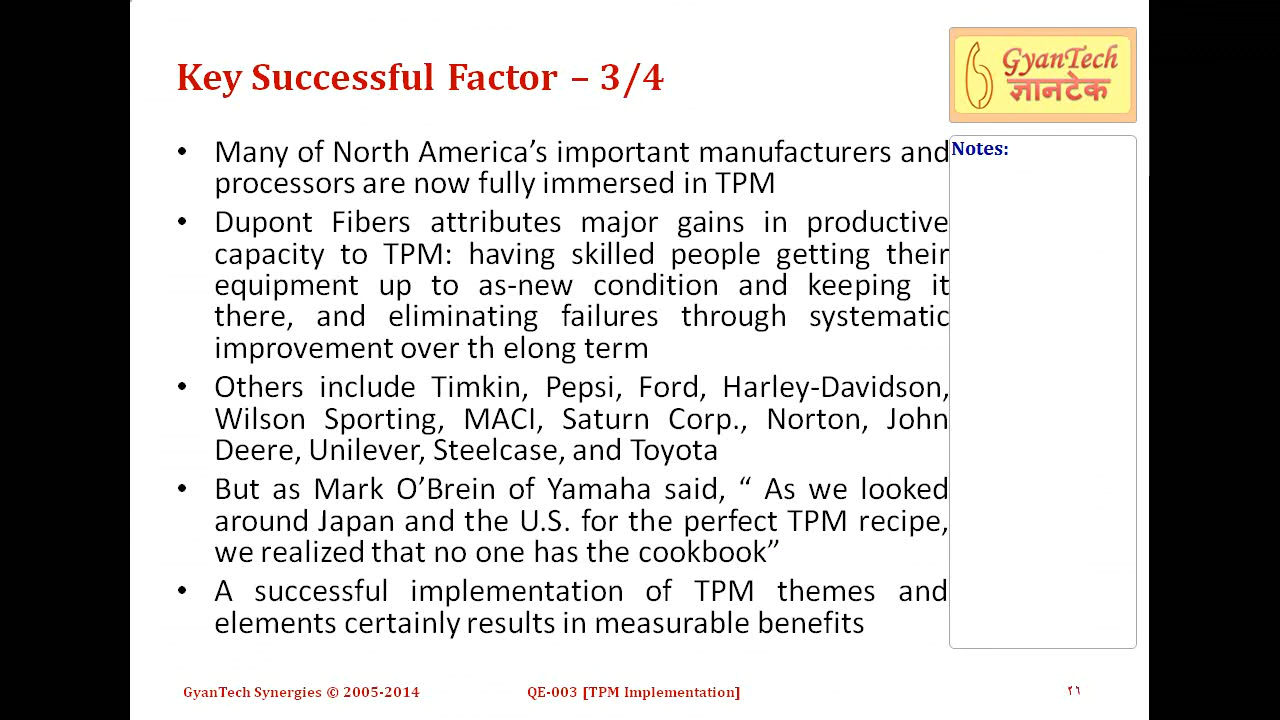 Key Successful Factor – 3/4
GyanTech
ज्ञानटेक
• Many of North America’s important manufacturers and
processors are now fully immersed in TPM
• Dupont Fibers attributes major gains in productive
capacity to TPM: having skilled people getting their
equipment up to as-new condition and keeping it
there, and eliminating failures through systematic
improvement over th elong term
• Others include Timkin, Pepsi, Ford, Harley-Davidson,
Wilson Sporting, MACI, Saturn Corp., Norton, John
Deere, Unilever, Steelcase, and Toyota
• But as Mark O’Brein of Yamaha said, “ As we looked
around Japan and the U.S. for the perfect TPM recipe,
we realized that no one has the cookbook”
• A successful implementation of TPM themes and
elements certainly results in measurable benefits
Notes:
GyanTech Synergies © 2005-2014
QE-003 [TPM Implementation]
٢٦